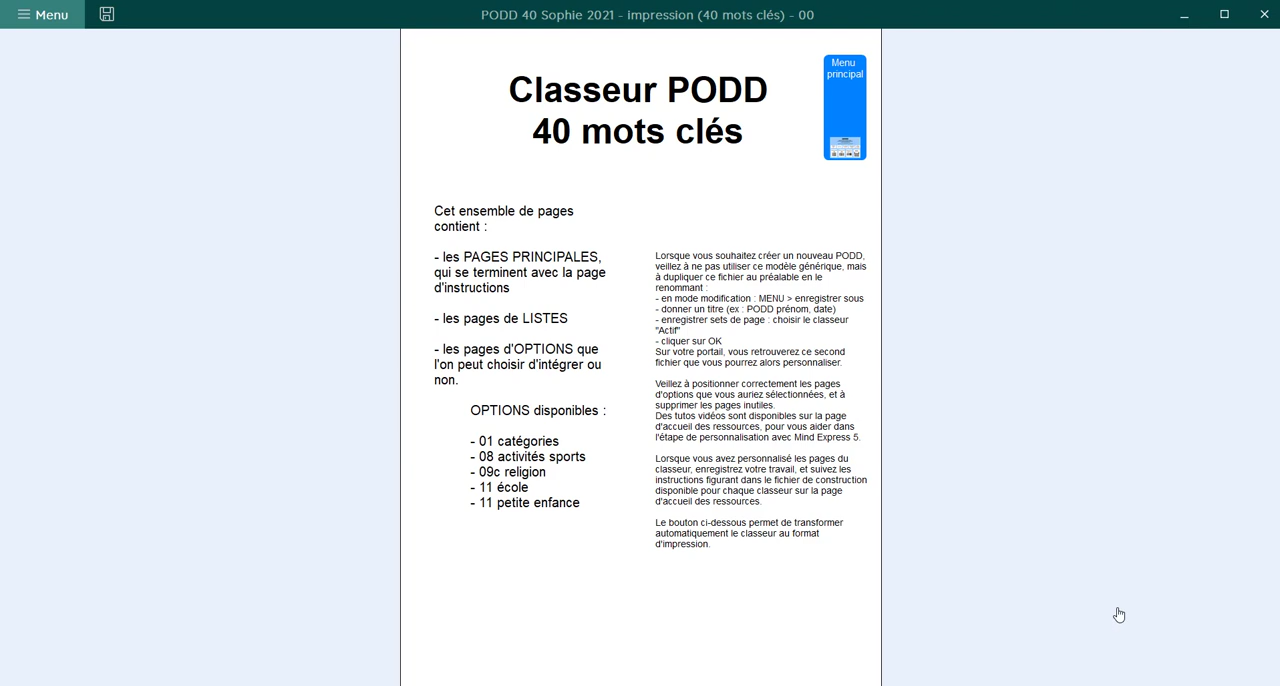 Menu
PODD 40 Sophie 2021 - impression (40 mots clés) - 00
Classeur PODD
40 mots clés
Menu
principal
Cet ensemble de pages
contient :
- les PAGES PRINCIPALES,
qui se terminent avec la page
d'instructions
- les pages de LISTES
- les pages d'OPTIONS que
l'on peut choisir d'intégrer ou
non.
OPTIONS disponibles :
- 01 catégories
- 08 activités sports
- 09c religion
- 11 école
- 11 petite enfance
Lorsque vous souhaitez créer un nouveau PODD,
veillez à ne pas utiliser ce modèle générique, mais
à dupliquer ce fichier au préalable en le
renommant :
- en mode modification : MENU > enregistrer sous
- donner un titre (ex : PODD prénom, date)
- enregistrer sets de page : choisir le classeur
"Actif"
- cliquer sur OK
Sur votre portail, vous retrouverez ce second
fichier que vous pourrez alors personnaliser.
Veillez à positionner correctement les pages
d'options que vous auriez sélectionnées, et à
supprimer les pages inutiles.
Des tutos vidéos sont disponibles sur la page
d'accueil des ressources, pour vous aider dans
l'étape de personnalisation avec Mind Express 5.
Lorsque vous avez personnalisé les pages du
classeur, enregistrez votre travail, et suivez les
instructions figurant dans le fichier de construction
disponible pour chaque classeur sur la page
d'accueil des ressources.
Le bouton ci-dessous permet de transformer
automatiquement le classeur au format
d'impression.